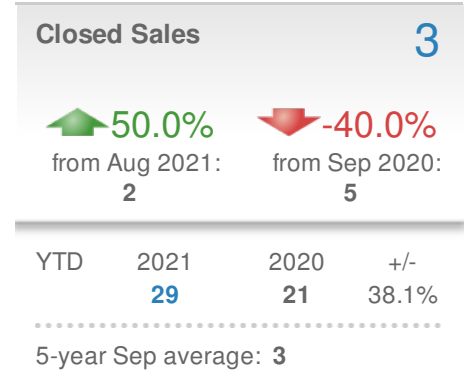 Closed Sales 3
50.0% -40.0%
from Aug 2021: from Sep 2020:
2 5
YTD 2021 2020 +/-
29 21 38.1%
5-year Sep average: 3